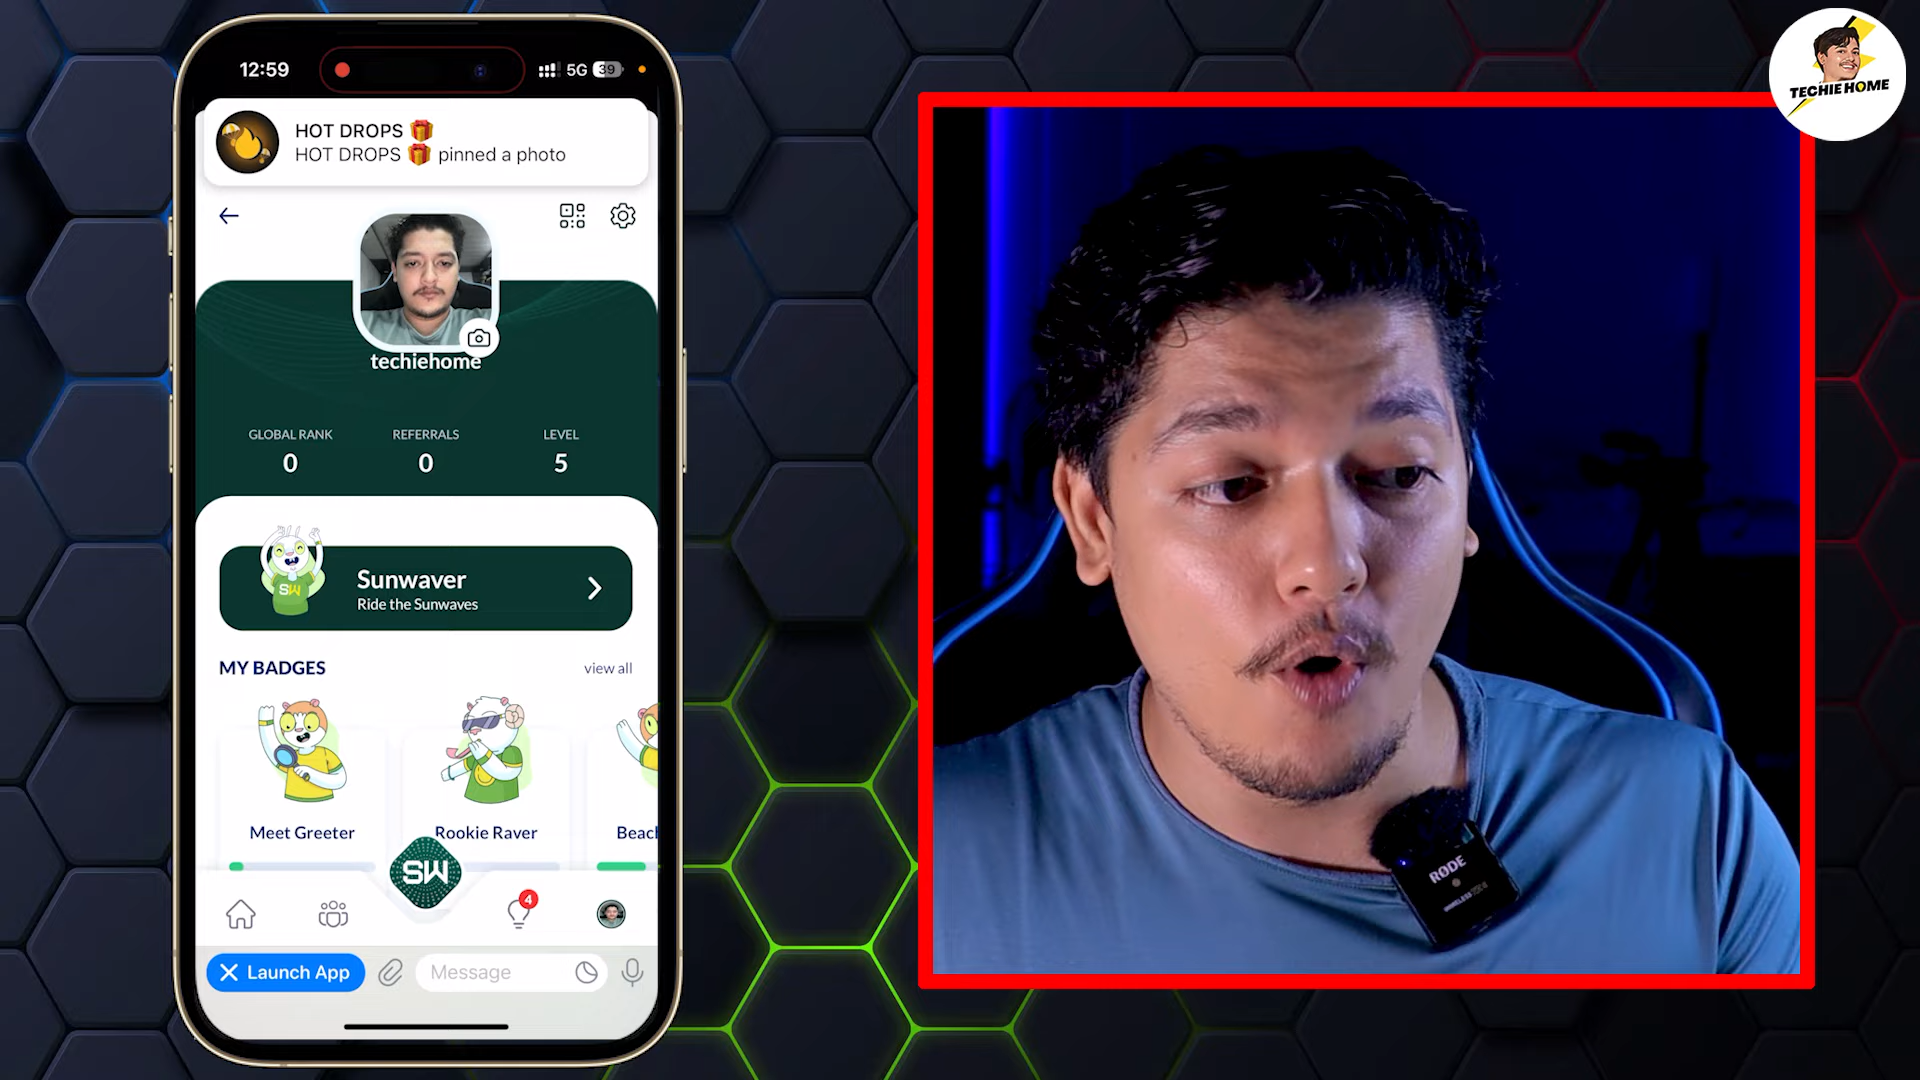 12:59
5G 39
HOT DROPS 🎁
HOT DROPS 🎁 pinned a photo
techiehome
GLOBAL RANK
REFERRALS
LEVEL
0
0
5
SW
Sunwaver
Ride the Sunwaves
MY BADGES
view all
Meet Greeter
Rookie Raver
Beach
SW
4
Launch App
Message
TECHIE HOME
RØDE